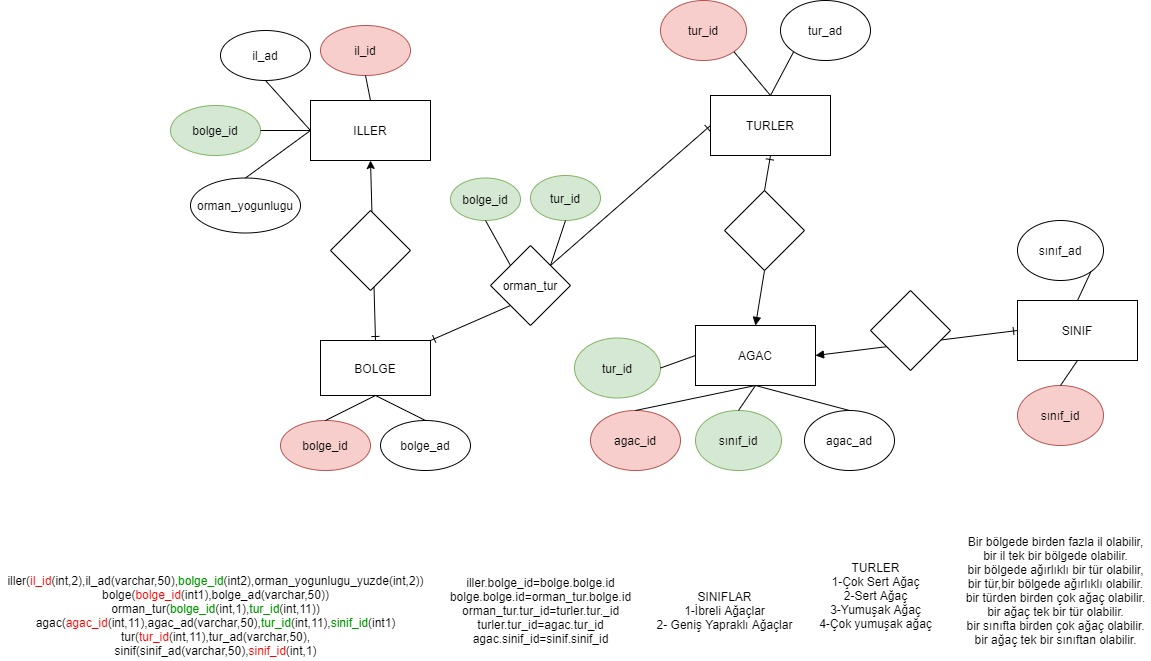 tur_id
tur_ad
il_ad
il_id
bolge_id
ILLER
TURLER
orman_yogunlugu
bolge_id
tur_id
orman_tur
sınıf_ad
SINIF
AGAC
BOLGE
tur_id
bolge_id
bolge_ad
agac_id
sınıf_id
agac_ad
sınıf_id
iller(il_id(int,2),il_ad(varchar,50),bolge_id(int2),orman_yogunlugu_yuzde(int,2))
bolge(bolge_id(int1),bolge_ad(varchar,50))
orman_tur(bolge_id(int,1),tur_id(int,11))
agac(agac_id(int,11),agac_ad(varchar,50),tur_id(int,11),sinif_id(int1)
tur(tur_id(int,11),tur_ad(varchar,50),
sinif(sinif_ad(varchar,50),sinif_id(int,1)
iller.bolge_id=bolge.bolge.id
bolge.bolge.id=orman_tur.bolge.id
orman_tur.tur_id=turler.tur._id
turler.tur_id=agac.tur_id
agac.sinif_id=sinif.sinif_id
SINIFLAR
1-İbreli Ağaçlar
2- Geniş Yapraklı Ağaçlar
TURLER
1-Çok Sert Ağaç
2-Sert Ağaç
3-Yumuşak Ağaç
4-Çok yumuşak ağaç
Bir bölgede birden fazla il olabilir,
bir il tek bir bölgede olabilir.
bir bölgede ağırlıklı bir tür olabilir,
bir tür,bir bölgede ağırlıklı olabilir.
bir türden birden çok ağaç olabilir.
bir ağaç tek bir tür olabilir.
bir sınıfta birden çok ağaç olabilir.
bir ağaç tek bir sınıftan olabilir.